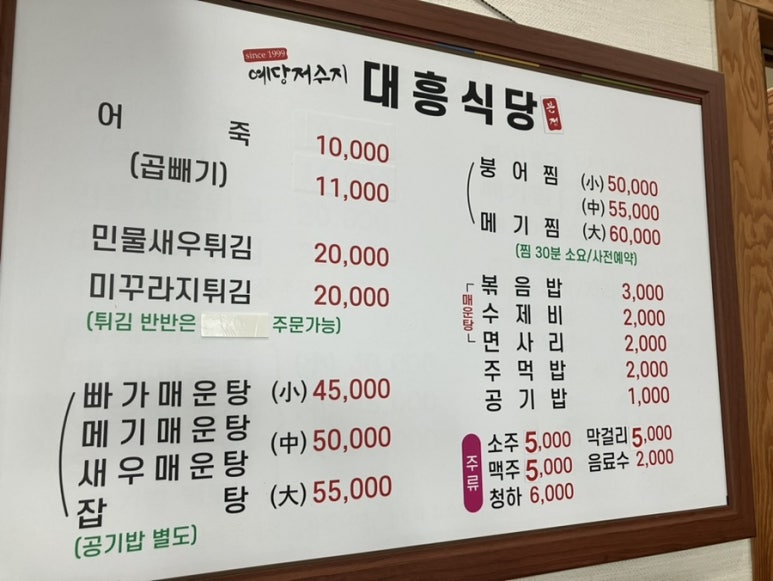 since 1999
예당저수지 대흥식당 본점
어죽 10,000
(곱빼기) 11,000
민물새우튀김 20,000
미꾸라지튀김 20,000
(튀김 반반은 주문가능)
빠가매운탕 (小) 45,000
메기매운탕 (中) 50,000
새우매운탕
잡탕 (大) 55,000
(공기밥 별도)
붕어찜 (小) 50,000
(中) 55,000
메기찜 (大) 60,000
(찜 30분 소요/사전예약)
매운탕
볶음밥 3,000
수제비 2,000
면사리 2,000
주먹밥 2,000
공기밥 1,000
주류
소주 5,000 막걸리 5,000
맥주 5,000 음료수 2,000
청하 6,000